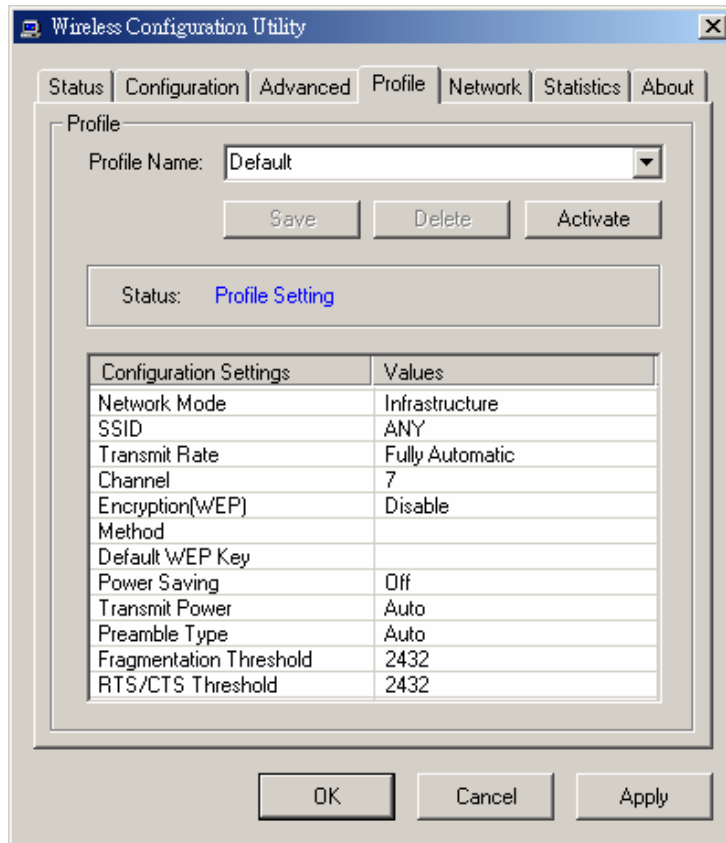 Wireless Configuration Utility
Status Configuration Advanced Profile Network Statistics About
Profile
Profile Name: Default
Save Delete Activate
Status: Profile Setting
Configuration Settings Values
Network Mode Infrastructure
SSID ANY
Transmit Rate Fully Automatic
Channel 7
Encryption(WEP) Disable
Method
Default WEP Key
Power Saving Off
Transmit Power Auto
Preamble Type Auto
Fragmentation Threshold 2432
RTS/CTS Threshold 2432
OK Cancel Apply